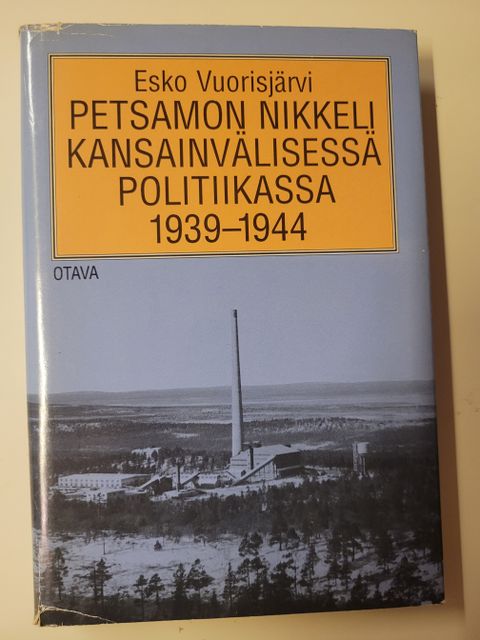 Esko Vuorisjärvi
PETSAMON NIKKELI
KANSAINVÄLISESSÄ
POLITIIKASSA
1939–1944
OTAVA